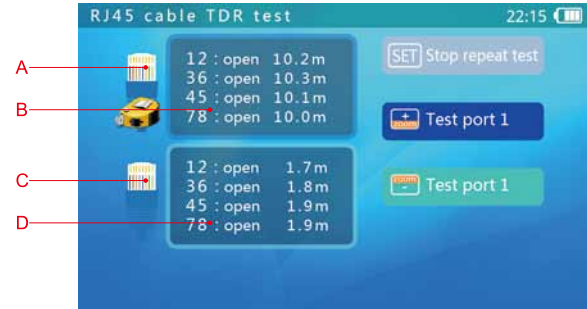 RJ45 cable TDR test
22:15
A
B
C
D
12 : open 10.2m
36 : open 10.3m
45 : open 10.1m
78 : open 10.0m
12 : open 1.7m
36 : open 1.8m
45 : open 1.9m
78 : open 1.9m
SET Stop repeat test
+
zoom
Test port 1
zoom
-
Test port 1